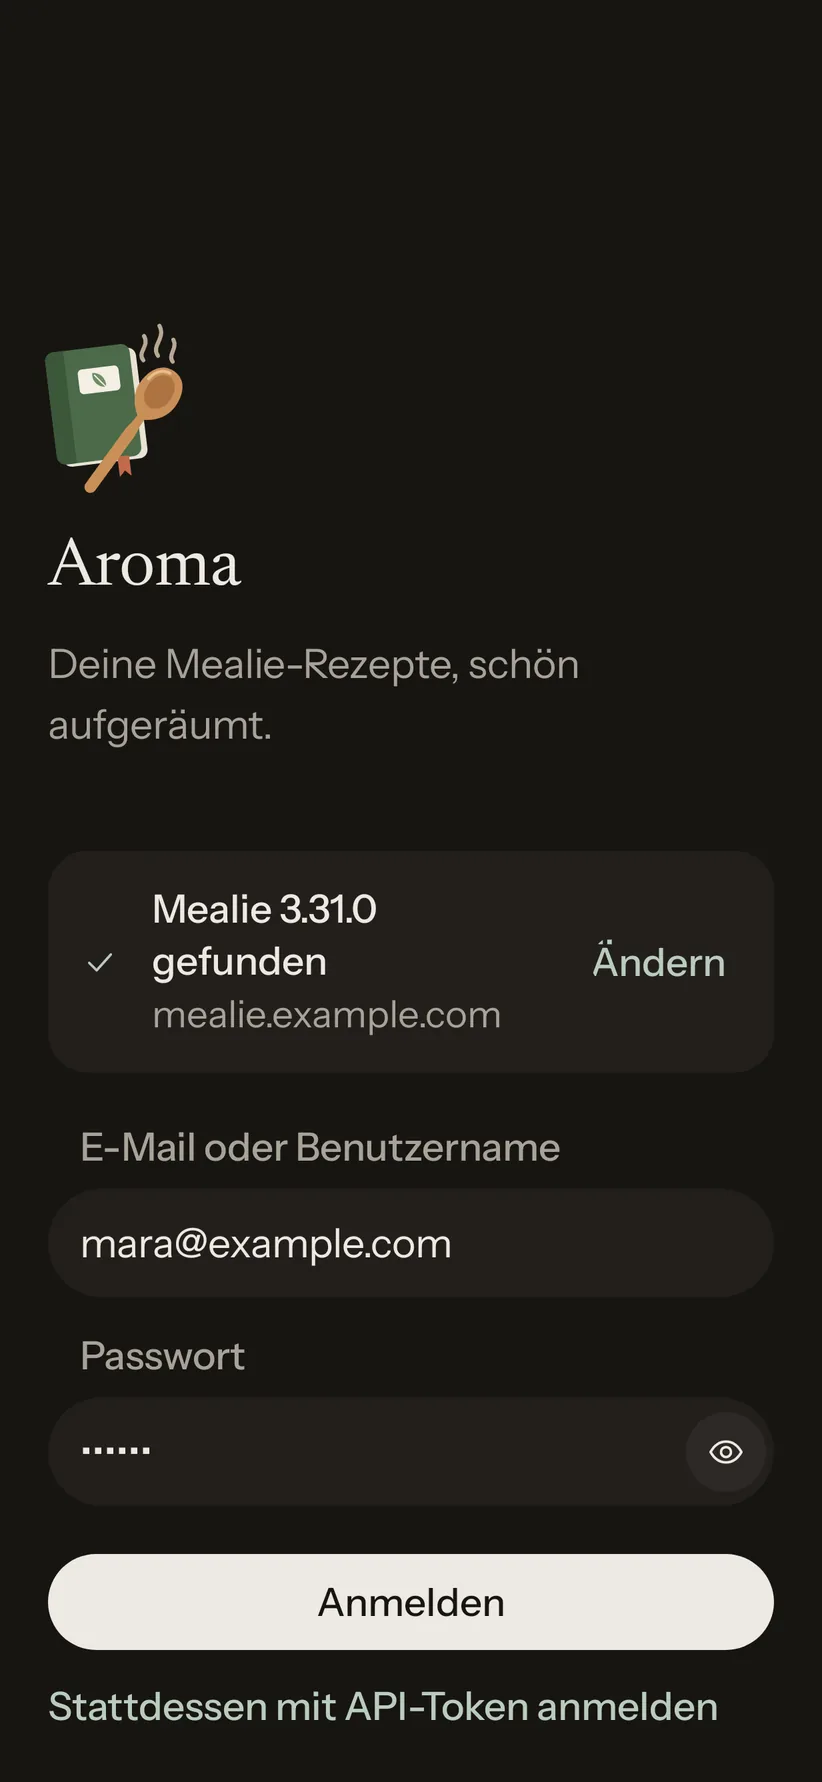 Aroma
Deine Mealie-Rezepte, schön
aufgeräumt.
Mealie 3.31.0
gefunden
Ändern
mealie.example.com
E-Mail oder Benutzername
mara@example.com
Passwort
••••••
Anmelden
Stattdessen mit API-Token anmelden